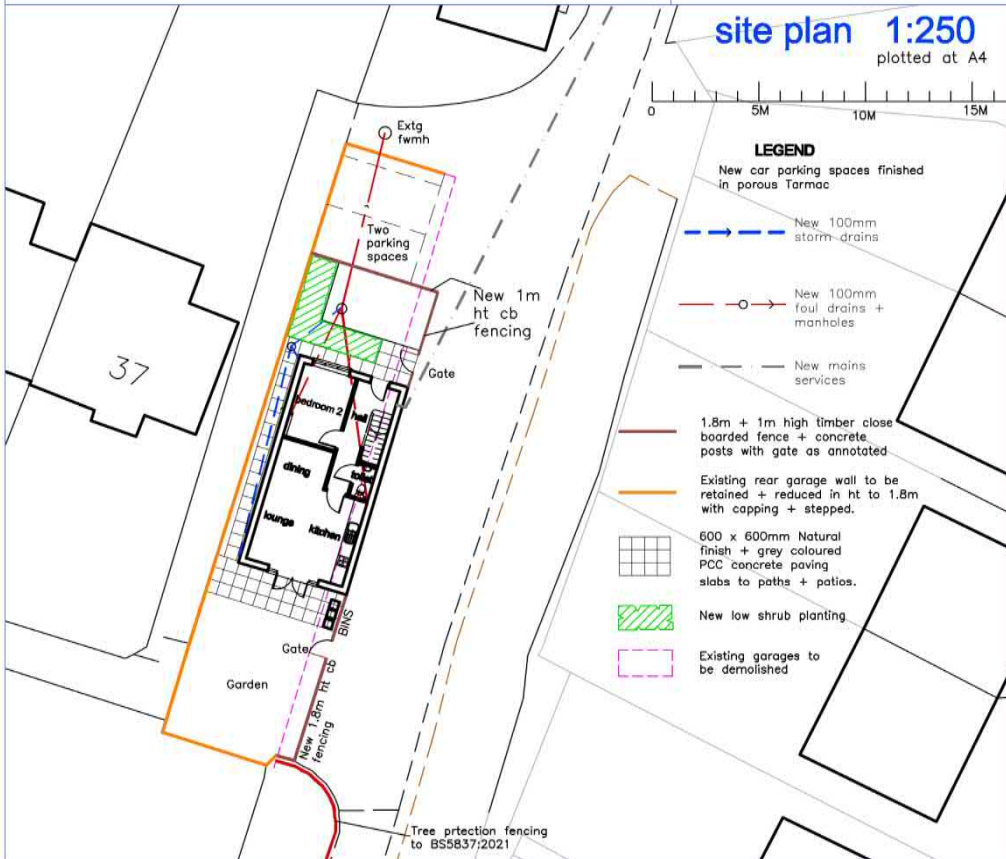 site plan 1:250
plotted at A4
0 5M 10M 15M
LEGEND
New car parking spaces finished
in porous Tarmac
New 100mm
storm drains
New 100mm
foul drains +
manholes
New mains
services
1.8m + 1m high timber close
boarded fence + concrete
posts with gate as annotated
Existing rear garage wall to be
retained + reduced in ht to 1.8m
with capping + stepped.
600 x 600mm Natural
finish + grey coloured
PCC concrete paving
slabs to paths + patios.
New low shrub planting
Existing garages to
be demolished
Extg
fwmh
Two
parking
spaces
New 1m
ht cb
fencing
Gate
37
bedroom 2
hall
dining
toilet
lounge
kitchen
BINS
Gate
Garden
New 1.8m ht cb
fencing
Tree prtection fencing
to BS5837:2021